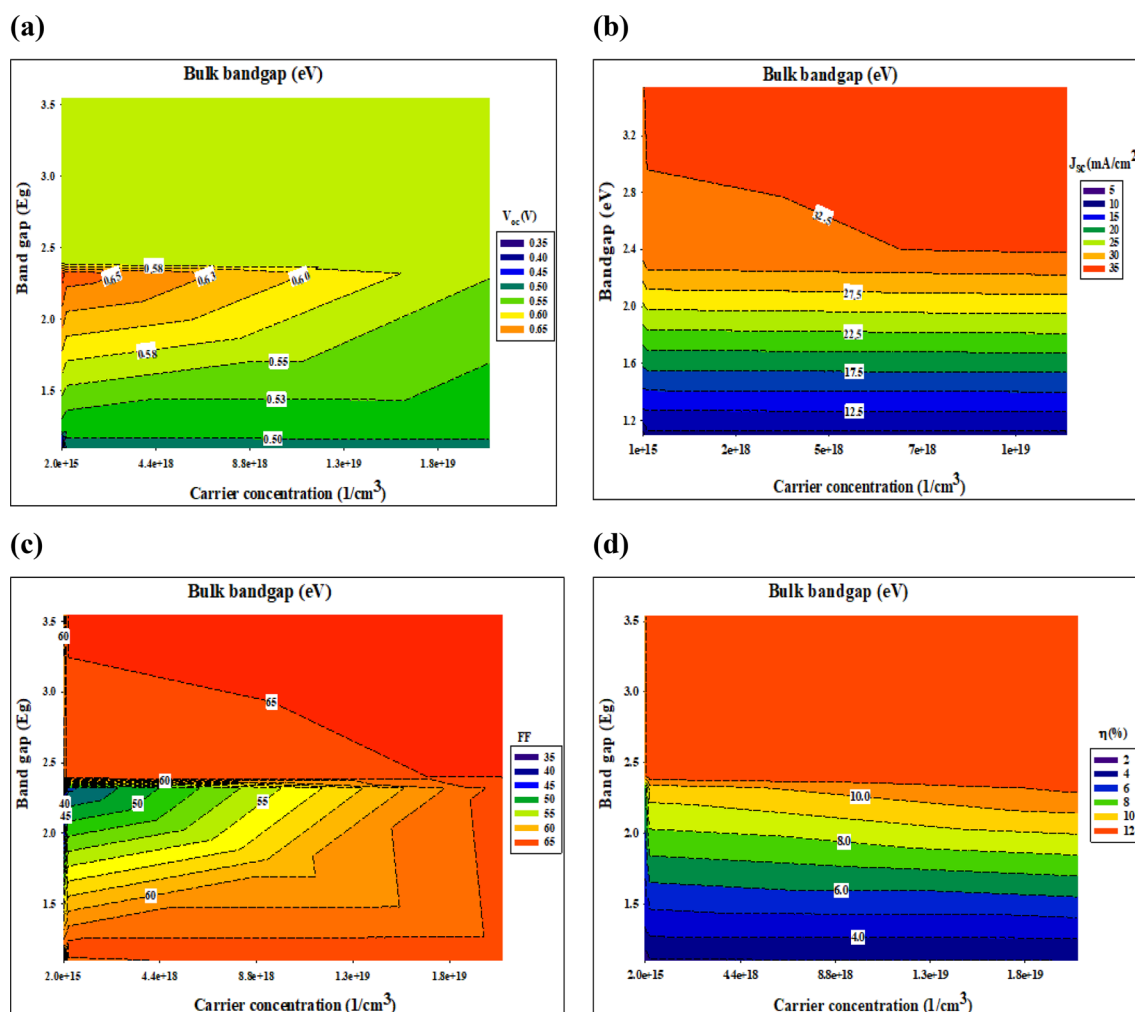 (a)
Bulk bandgap (eV)
Band gap (Eg)
3.5
3.0
2.5
2.0
1.5
0.65
0.58
0.63
0.60
0.58
0.55
0.53
0.50
2.0e+15
4.4e+18
8.8e+18
1.3e+19
1.8e+19
Carrier concentration (1/cm³)
Voc(V)
0.35
0.40
0.45
0.50
0.55
0.60
0.65
(b)
Bulk bandgap (eV)
Bandgap (eV)
3.2
2.8
2.4
2.0
1.6
1.2
32.5
27.5
22.5
17.5
12.5
1e+15
2e+18
5e+18
7e+18
1e+19
Carrier concentration (1/cm³)
JSC(mA/cm²
5
10
15
20
25
30
35
(c)
Bulk bandgap (eV)
Band gap (Eg)
3.5
3.0
2.5
2.0
1.5
60
65
60
40
50
55
45
60
2.0e+15
4.4e+18
8.8e+18
1.3e+19
1.8e+19
Carrier concentration (1/cm³)
FF
35
40
45
50
55
60
65
(d)
Bulk bandgap (eV)
Band gap (Eg)
3.5
3.0
2.5
2.0
1.5
10.0
8.0
6.0
4.0
2.0e+15
4.4e+18
8.8e+18
1.3e+19
1.8e+19
Carrier concentration (1/cm³)
η(%)
2
4
6
8
10
12